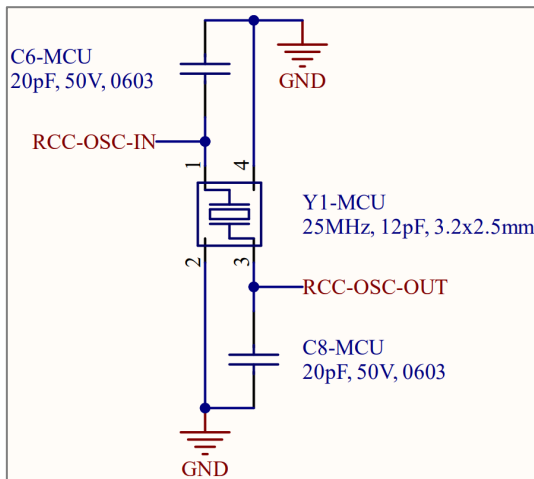 C6-MCU
20pF, 50V, 0603
GND
RCC-OSC-IN
1
4
Y1-MCU
25MHz, 12pF, 3.2x2.5mm
2
3
RCC-OSC-OUT
C8-MCU
20pF, 50V, 0603
GND